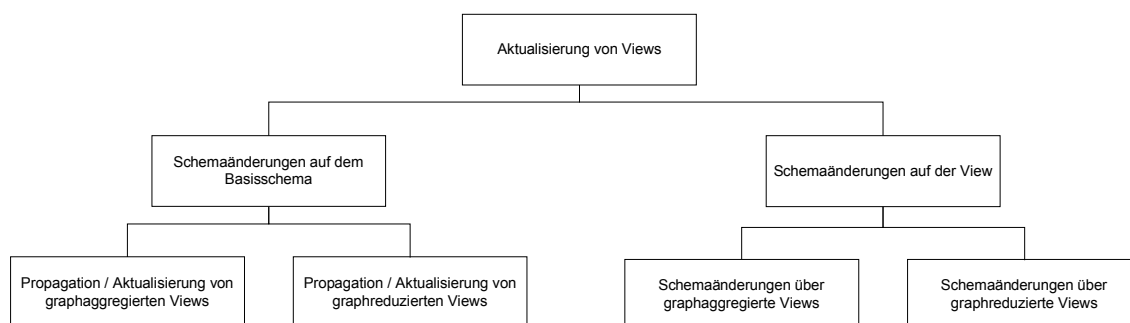 Aktualisierung von Views
Schemaänderungen auf dem
Basisschema
Schemaänderungen auf der View
Propagation / Aktualisierung von
graphaggregierten Views
Propagation / Aktualisierung von
graphreduzierten Views
Schemaänderungen über
graphaggregierte Views
Schemaänderungen über
graphreduzierte Views